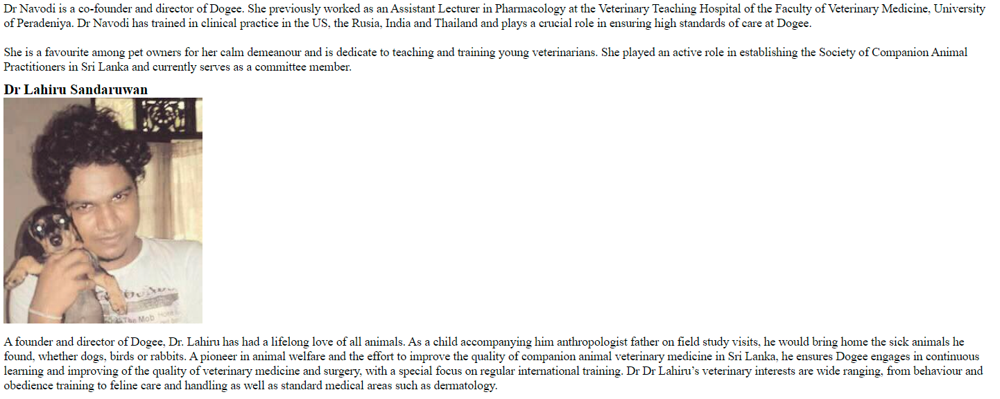 Dr Navodi is a co-founder and director of Dogee. She previously worked as an Assistant Lecturer in Pharmacology at the Veterinary Teaching Hospital of the Faculty of Veterinary Medicine, University
of Peradeniya. Dr Navodi has trained in clinical practice in the US, the Rusia, India and Thailand and plays a crucial role in ensuring high standards of care at Dogee.
She is a favourite among pet owners for her calm demeanour and is dedicate to teaching and training young veterinarians. She played an active role in establishing the Society of Companion Animal
Practitioners in Sri Lanka and currently serves as a committee member.
Dr Lahiru Sandaruwan
The Mob
A founder and director of Dogee, Dr. Lahiru has had a lifelong love of all animals. As a child accompanying him anthropologist father on field study visits, he would bring home the sick animals he
found, whether dogs, birds or rabbits. A pioneer in animal welfare and the effort to improve the quality of companion animal veterinary medicine in Sri Lanka, he ensures Dogee engages in continuous
learning and improving of the quality of veterinary medicine and surgery, with a special focus on regular international training. Dr Dr Lahiru’s veterinary interests are wide ranging, from behaviour and
obedience training to feline care and handling as well as standard medical areas such as dermatology.